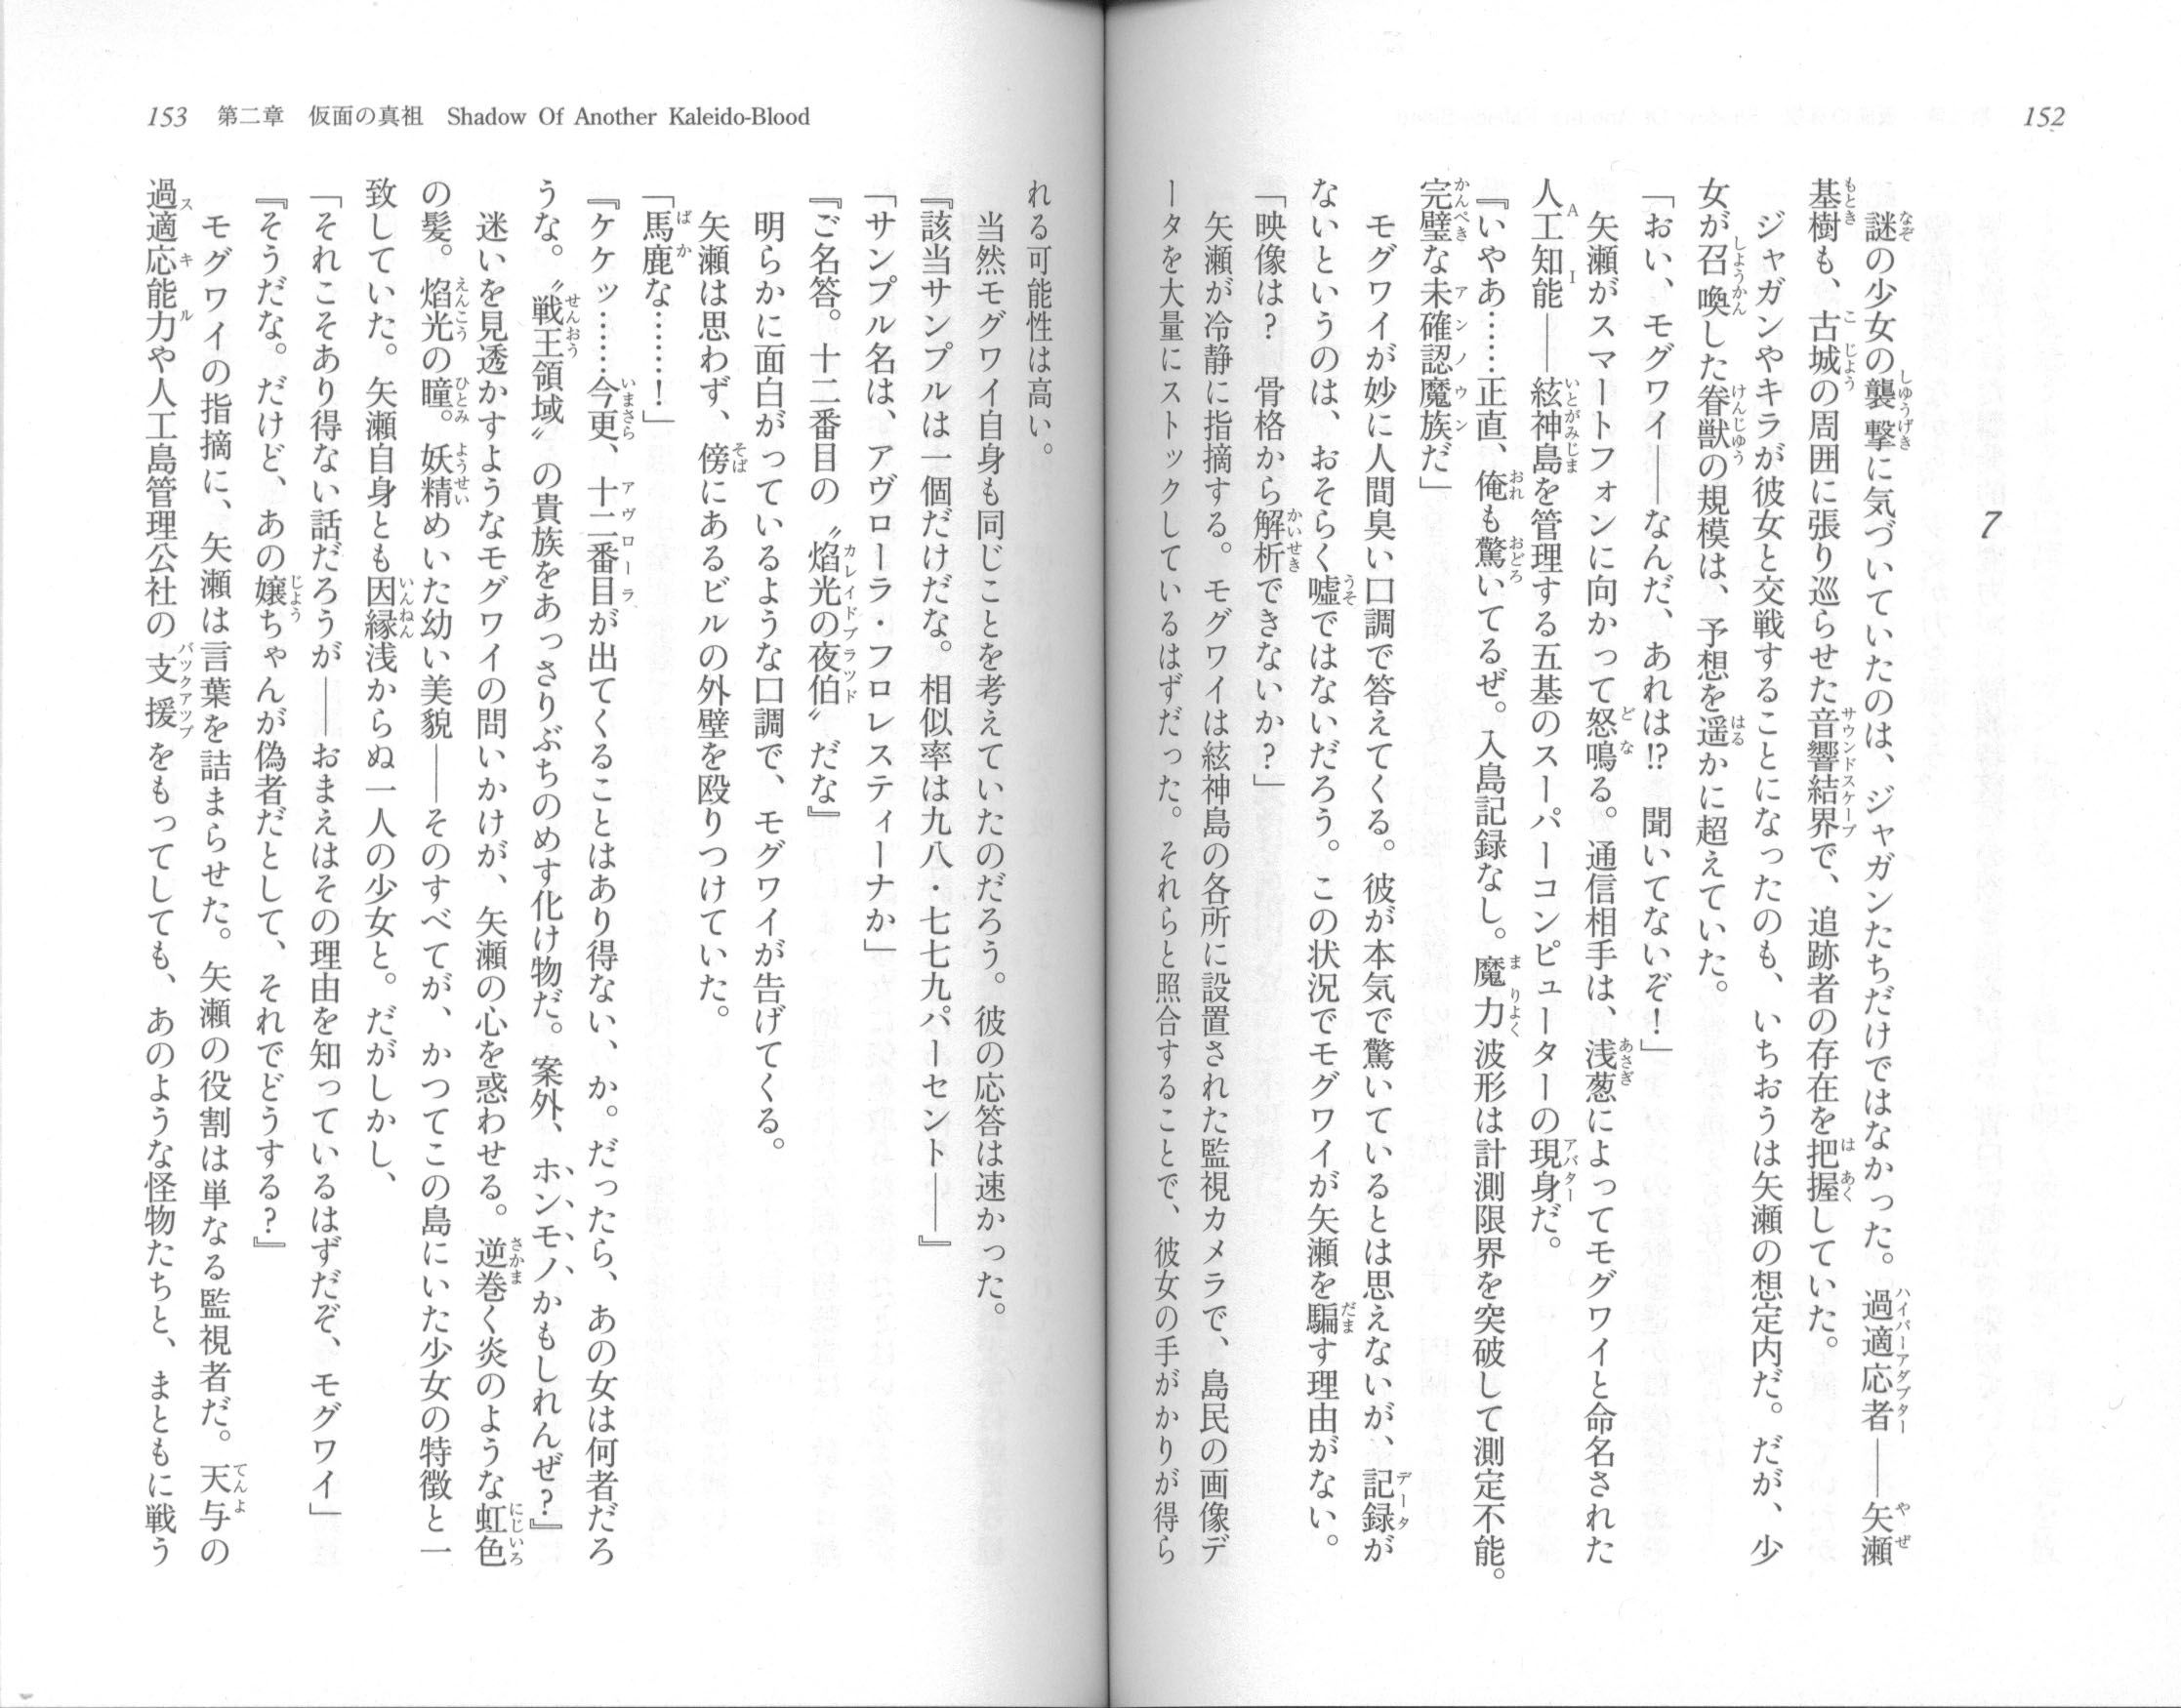 152
7
謎の少女の襲撃に気づいていたのは、ジャガンたちだけではなかった。過適応者――矢瀬
基樹も、古城の周囲に張り巡らせた音響結界で、追跡者の存在を把握していた。
ジャガンやキラが彼女と交戦することになったのも、いちおうは矢瀬の想定内だ。だが、少
女が召喚した眷獣の規模は、予想を遥かに超えていた。
「おい、モグワイ――なんだ、あれは!?　聞いてないぞ！」
矢瀬がスマートフォンに向かって怒鳴る。通信相手は、浅葱によってモグワイと命名された
人工知能――絃神島を管理する五基のスーパーコンピューターの現身だ。
『いやあ……正直、俺も驚いてるぜ。入島記録なし。魔力波形は計測限界を突破して測定不能。
完璧な未確認魔族だ」
モグワイが妙に人間臭い口調で答えてくる。彼が本気で驚いているとは思えないが、記録が
ないというのは、おそらく嘘ではないだろう。この状況でモグワイが矢瀬を騙す理由がない。
「映像は？　骨格から解析できないか？」
矢瀬が冷静に指摘する。モグワイは絃神島の各所に設置された監視カメラで、島民の画像デ
ータを大量にストックしているはずだった。それらと照合することで、彼女の手がかりが得ら
153　第二章　仮面の真祖　Shadow Of Another Kaleido-Blood
れる可能性は高い。
当然モグワイ自身も同じことを考えていたのだろう。彼の応答は速かった。
『該当サンプルは一個だけだな。相似率は九八・七七九パーセント――』
「サンプル名は、アヴローラ・フロレスティーナか」
『ご名答。十二番目の〝焔光の夜伯〟だな』
明らかに面白がっているような口調で、モグワイが告げてくる。
矢瀬は思わず、傍にあるビルの外壁を殴りつけていた。
「馬鹿な……！」
『ケケッ……今更、十二番目が出てくることはあり得ない、か。だったら、あの女は何者だろ
うな。〝戦王領域〟の貴族をあっさりぶちのめす化け物だ。案外、ホンモノかもしれんぜ？』
迷いを見透かすようなモグワイの問いかけが、矢瀬の心を惑わせる。逆巻く炎のような虹色
の髪。焔光の瞳。妖精めいた幼い美貌――そのすべてが、かつてこの島にいた少女の特徴と一
致していた。矢瀬自身とも因縁浅からぬ一人の少女と。だがしかし、
「それこそあり得ない話だろうが――おまえはその理由を知っているはずだぞ、モグワイ」
『そうだな。だけど、あの嬢ちゃんが偽者だとして、それでどうする？』
モグワイの指摘に、矢瀬は言葉を詰まらせた。矢瀬の役割は単なる監視者だ。天与の
過適応能力や人工島管理公社の支援をもってしても、あのような怪物たちと、まともに戦う